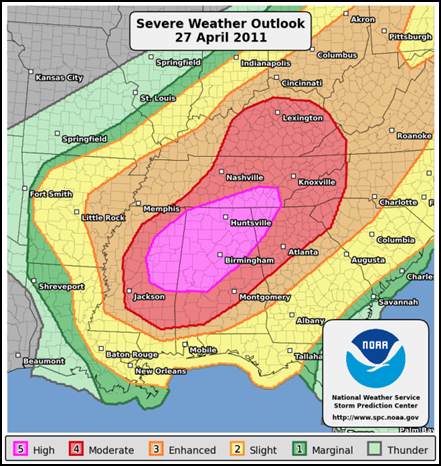 Severe Weather Outlook
27 April 2011
Akron
Pittsburgh
Kansas City
Springfield
Indianapolis
Columbus
St. Louis
Cincinnati
Springfield
Lexington
Roanoke
Nashville
Knoxville
Fort Smith
Little Rock
Memphis
Charlotte
Huntsville
Columbia
Birmingham
Atlanta
Augusta
Charles
Shreveport
Jackson
Montgomery
Savannah
Albany
Beaumont
Baton Rouge
Mobile
New Orleans
Tallaha
NOAA
National Weather Service
Storm Prediction Center
http://www.spc.noaa.gov
5 High 4 Moderate 3 Enhanced 2 Slight 1 Marginal Thunder